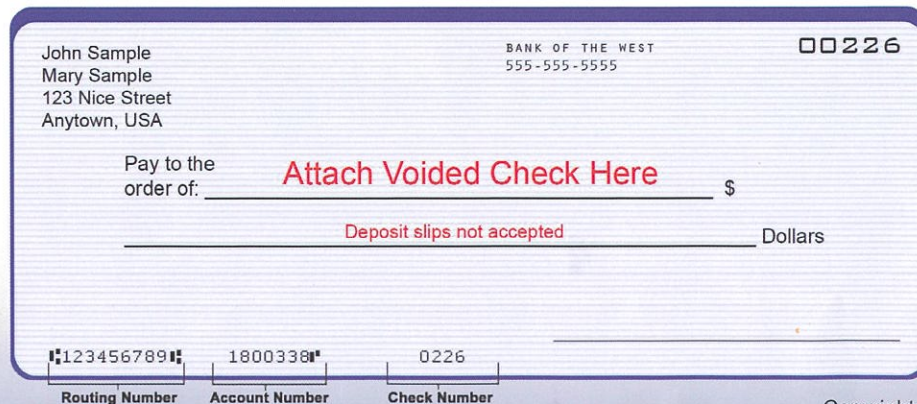 John Sample
Mary Sample
123 Nice Street
Anytown, USA
BANK OF THE WEST
555-555-5555
00226
Pay to the
order of:
Attach Voided Check Here
$
Deposit slips not accepted
Dollars
⑆123456789⑆ 1800338⑈ 0226
Routing Number Account Number Check Number